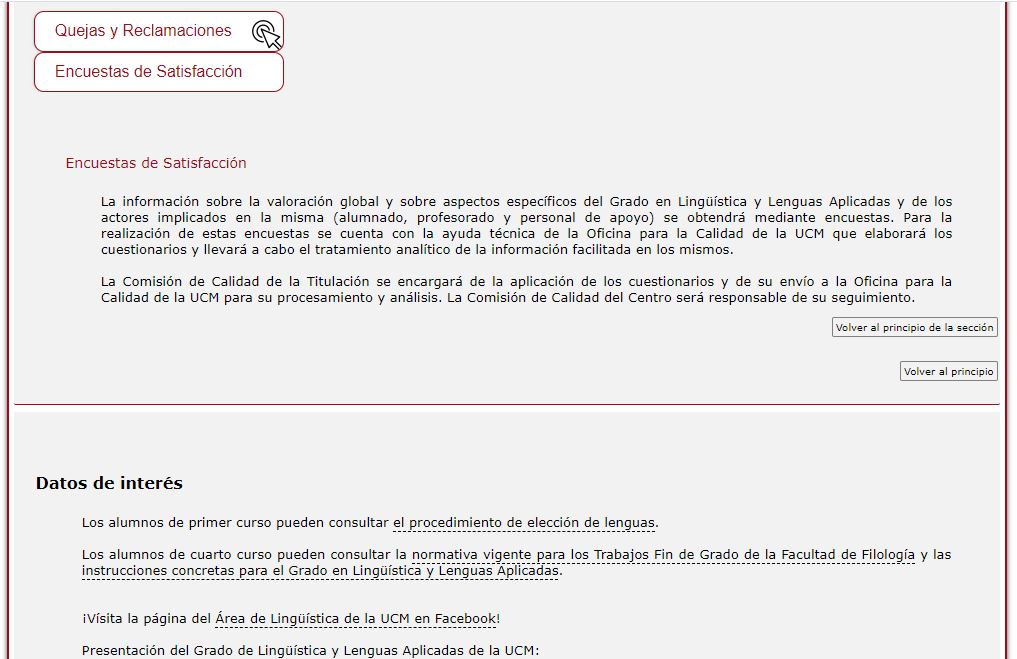 Quejas y Reclamaciones
Encuestas de Satisfacción
Encuestas de Satisfacción
La información sobre la valoración global y sobre aspectos específicos del Grado en Lingüística y Lenguas Aplicadas y de los
actores implicados en la misma (alumnado, profesorado y personal de apoyo) se obtendrá mediante encuestas. Para la
realización de estas encuestas se cuenta con la ayuda técnica de la Oficina para la Calidad de la UCM que elaborará los
cuestionarios y llevará a cabo el tratamiento analítico de la información facilitada en los mismos.
La Comisión de Calidad de la Titulación se encargará de la aplicación de los cuestionarios y de su envío a la Oficina para la
Calidad de la UCM para su procesamiento y análisis. La Comisión de Calidad del Centro será responsable de su seguimiento.
Volver al principio de la sección
Volver al principio
Datos de interés
Los alumnos de primer curso pueden consultar el procedimiento de elección de lenguas.
Los alumnos de cuarto curso pueden consultar la normativa vigente para los Trabajos Fin de Grado de la Facultad de Filología y las
instrucciones concretas para el Grado en Lingüística y Lenguas Aplicadas.
¡Vísita la página del Área de Lingüística de la UCM en Facebook!
Presentación del Grado de Lingüística y Lenguas Aplicadas de la UCM: